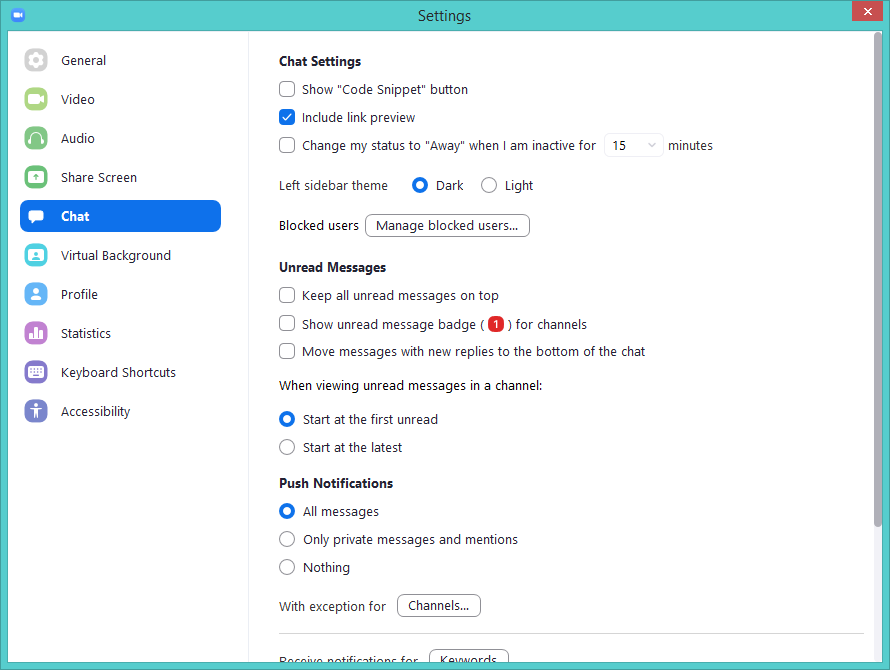 Settings
General
Video
Audio
Share Screen
Chat
Virtual Background
Profile
Statistics
Keyboard Shortcuts
Accessibility
Chat Settings
Show "Code Snippet" button
Include link preview
Change my status to "Away" when I am inactive for 15 minutes
Left sidebar theme Dark Light
Blocked users Manage blocked users...
Unread Messages
Keep all unread messages on top
Show unread message badge ( 1 ) for channels
Move messages with new replies to the bottom of the chat
When viewing unread messages in a channel:
Start at the first unread
Start at the latest
Push Notifications
All messages
Only private messages and mentions
Nothing
With exception for Channels...
Receive notifications for Keywords